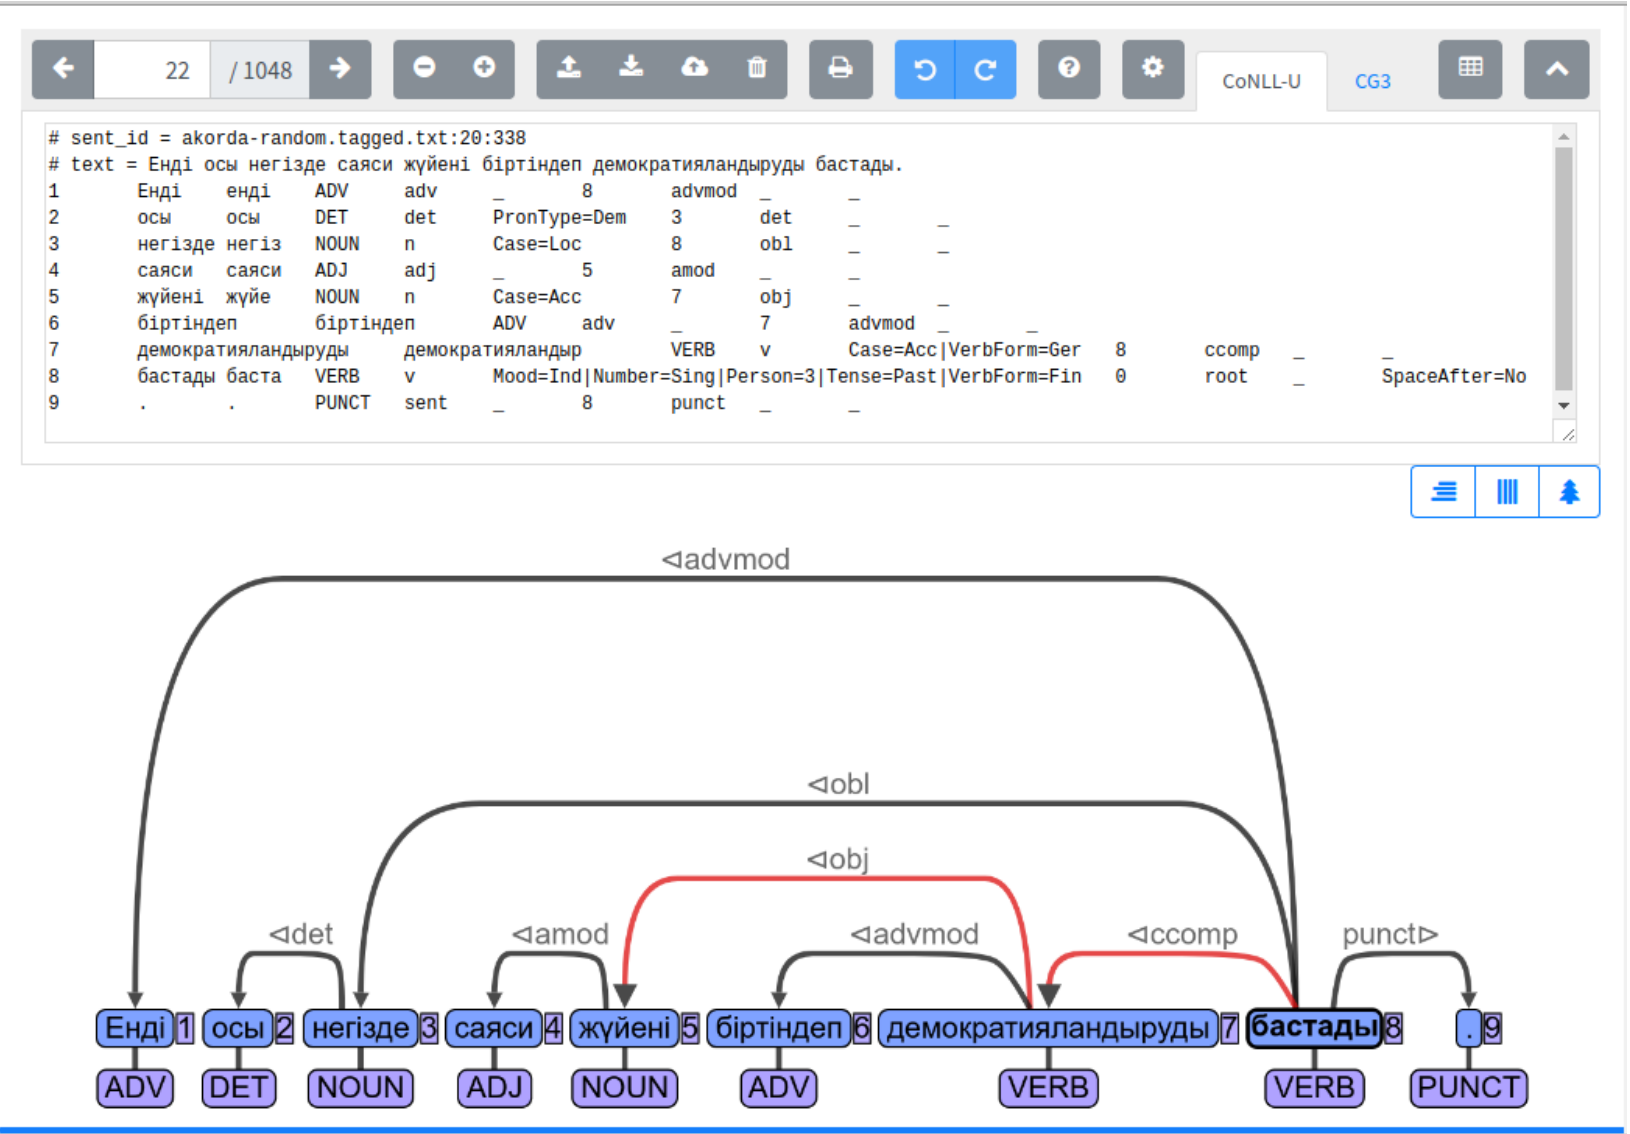 22 / 1048 CoNLL-U CG3
# sent_id = akorda-random.tagged.txt:20:338
# text = Енді осы негізде саяси жүйені біртіндеп демократияландыруды бастады.
1 Енді енді ADV adv _ 8 advmod _ _
2 осы осы DET det PronType=Dem 3 det _ _
3 негізде негіз NOUN n Case=Loc 8 obl _ _
4 саяси саяси ADJ adj _ 5 amod _ _
5 жүйені жүйе NOUN n Case=Acc 7 obj _ _
6 біртіндеп біртіндеп ADV adv _ 7 advmod _ _
7 демократияландыруды демократияландыр VERB v Case=Acc|VerbForm=Ger 8 ccomp _ _
8 бастады баста VERB v Mood=Ind|Number=Sing|Person=3|Tense=Past|VerbForm=Fin 0 root _ SpaceAfter=No
9 . . PUNCT sent _ 8 punct _ _
⊲advmod
⊲obl
⊲obj
⊲det ⊲amod ⊲advmod ⊲ccomp punct⊳
Енді 1 осы 2 негізде 3 саяси 4 жүйені 5 біртіндеп 6 демократияландыруды 7 бастады 8 . 9
ADV DET NOUN ADJ NOUN ADV VERB VERB PUNCT